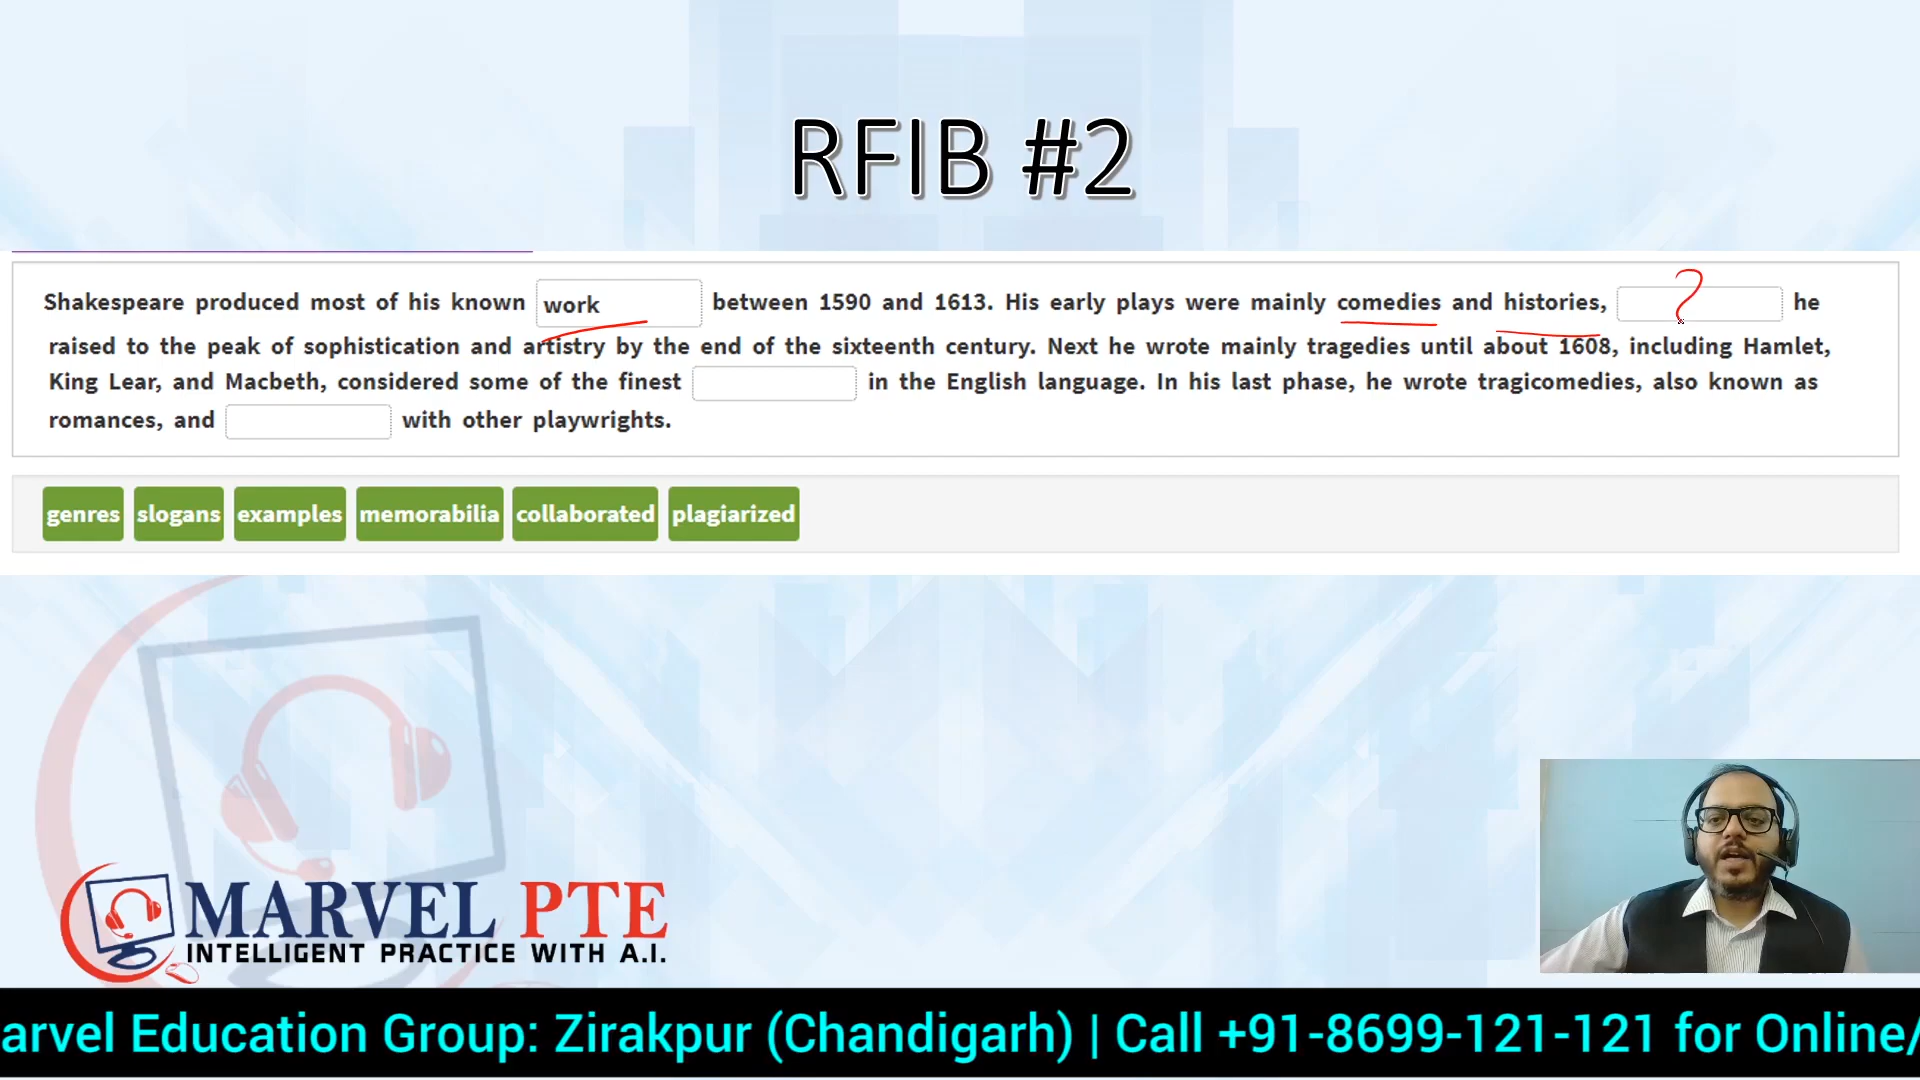 RFIB #2
Shakespeare produced most of his known work between 1590 and 1613. His early plays were mainly comedies and histories, ? he
raised to the peak of sophistication and artistry by the end of the sixteenth century. Next he wrote mainly tragedies until about 1608, including Hamlet,
King Lear, and Macbeth, considered some of the finest in the English language. In his last phase, he wrote tragicomedies, also known as
romances, and with other playwrights.
genres slogans examples memorabilia collaborated plagiarized
MARVEL PTE
INTELLIGENT PRACTICE WITH A.I.
arvel Education Group: Zirakpur (Chandigarh) | Call +91-8699-121-121 for Online/